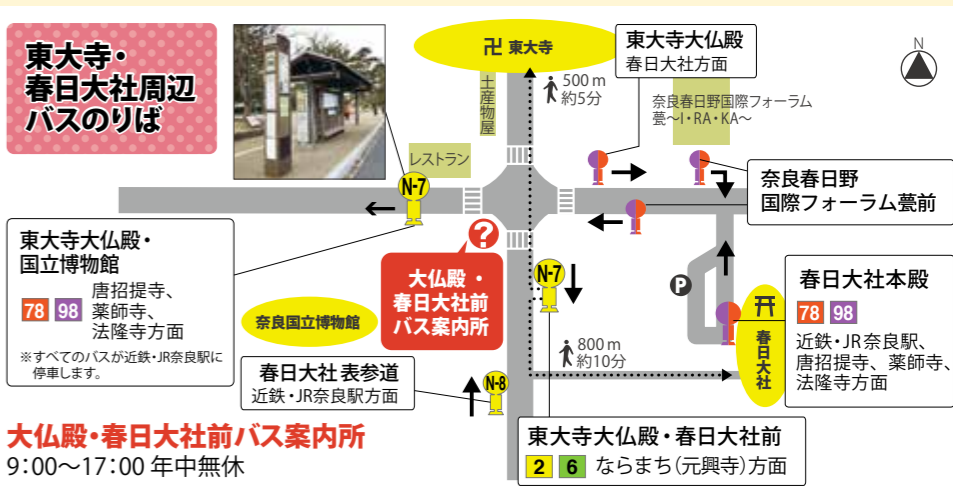 東大寺・
春日大社周辺
バスのりば
卍 東大寺
東大寺大仏殿
春日大社方面
N
500m
約5分
土産物屋
奈良春日野国際フォーラム
甍~I・RA・KA~
レストラン
N-7
奈良春日野
国際フォーラム甍前
東大寺大仏殿・
国立博物館
78 98 唐招提寺、
薬師寺、
法隆寺方面
※すべてのバスが近鉄・JR奈良駅に
停車します。
?
大仏殿・
春日大社前
バス案内所
N-7
P
春日大社本殿
78 98
近鉄・JR奈良駅、
唐招提寺、薬師寺、
法隆寺方面
春日大社
奈良国立博物館
800m
約10分
春日大社 表参道
近鉄・JR奈良駅方面
N-8
大仏殿・春日大社前バス案内所
9:00~17:00 年中無休
東大寺大仏殿・春日大社前
2 6 ならまち(元興寺)方面